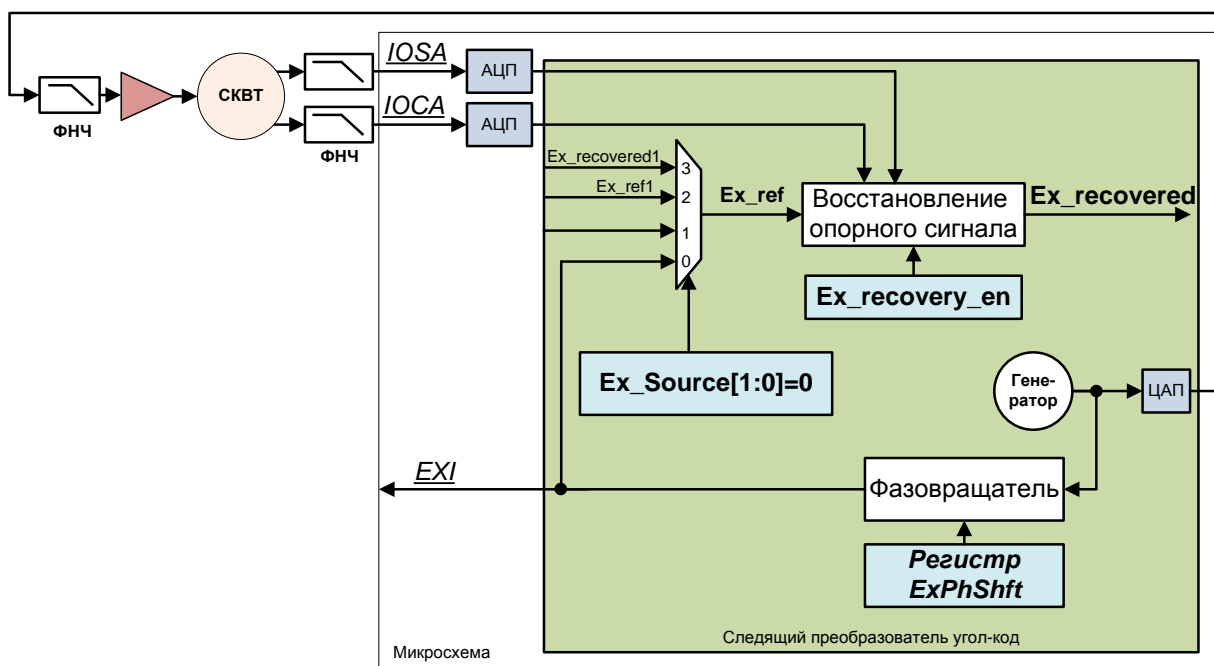 IOSA
АЦП
СКВТ
ФНЧ
IOCA
АЦП
ФНЧ
Ex_recovered1
3
Ex_ref1
2
1
0
Ex_ref
Восстановление
опорного сигнала
Ex_recovered
Ex_recovery_en
Ex_Source[1:0]=0
Гене-
ратор
ЦАП
EXI
Фазовращатель
Регистр
ExPhShft
Следящий преобразователь угол-код
Микросхема